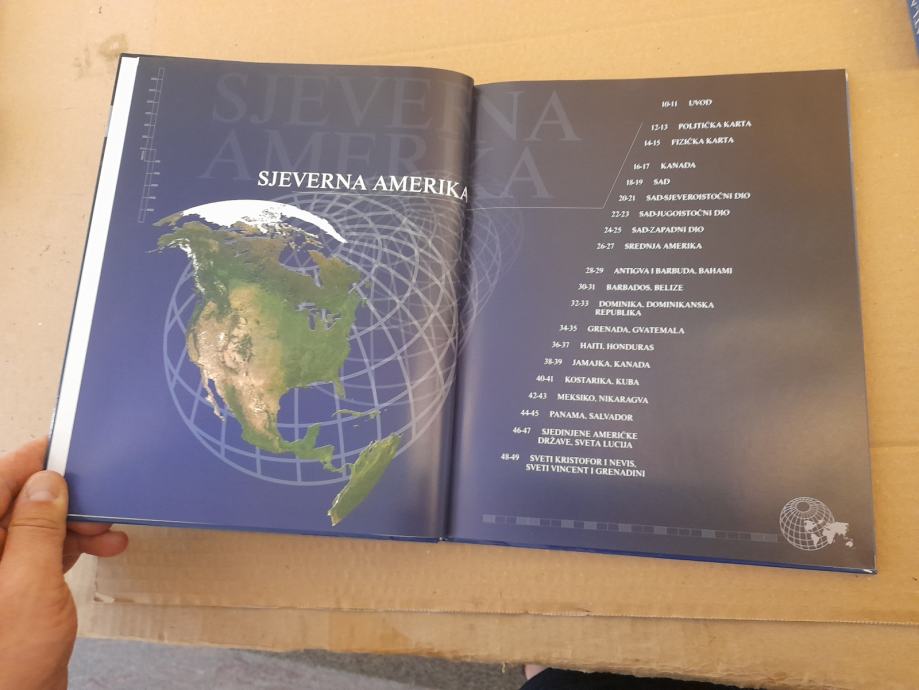 SJEVERNA
AMERIKA
SJEVERNA AMERIKA
10-11 UVOD
12-13 POLITIČKA KARTA
14-15 FIZIČKA KARTA
16-17 KANADA
18-19 SAD
20-21 SAD-SJEVEROISTOČNI DIO
22-23 SAD-JUGOISTOČNI DIO
24-25 SAD-ZAPADNI DIO
26-27 SREDNJA AMERIKA
28-29 ANTIGVA I BARBUDA, BAHAMI
30-31 BARBADOS, BELIZE
32-33 DOMINIKA, DOMINIKANSKA
REPUBLIKA
34-35 GRENADA, GVATEMALA
36-37 HAITI, HONDURAS
38-39 JAMAJKA, KANADA
40-41 KOSTARIKA, KUBA
42-43 MEKSIKO, NIKARAGVA
44-45 PANAMA, SALVADOR
46-47 SJEDINJENE AMERIČKE
DRŽAVE, SVETA LUCIJA
48-49 SVETI KRISTOFOR I NEVIS,
SVETI VINCENT I GRENADINI